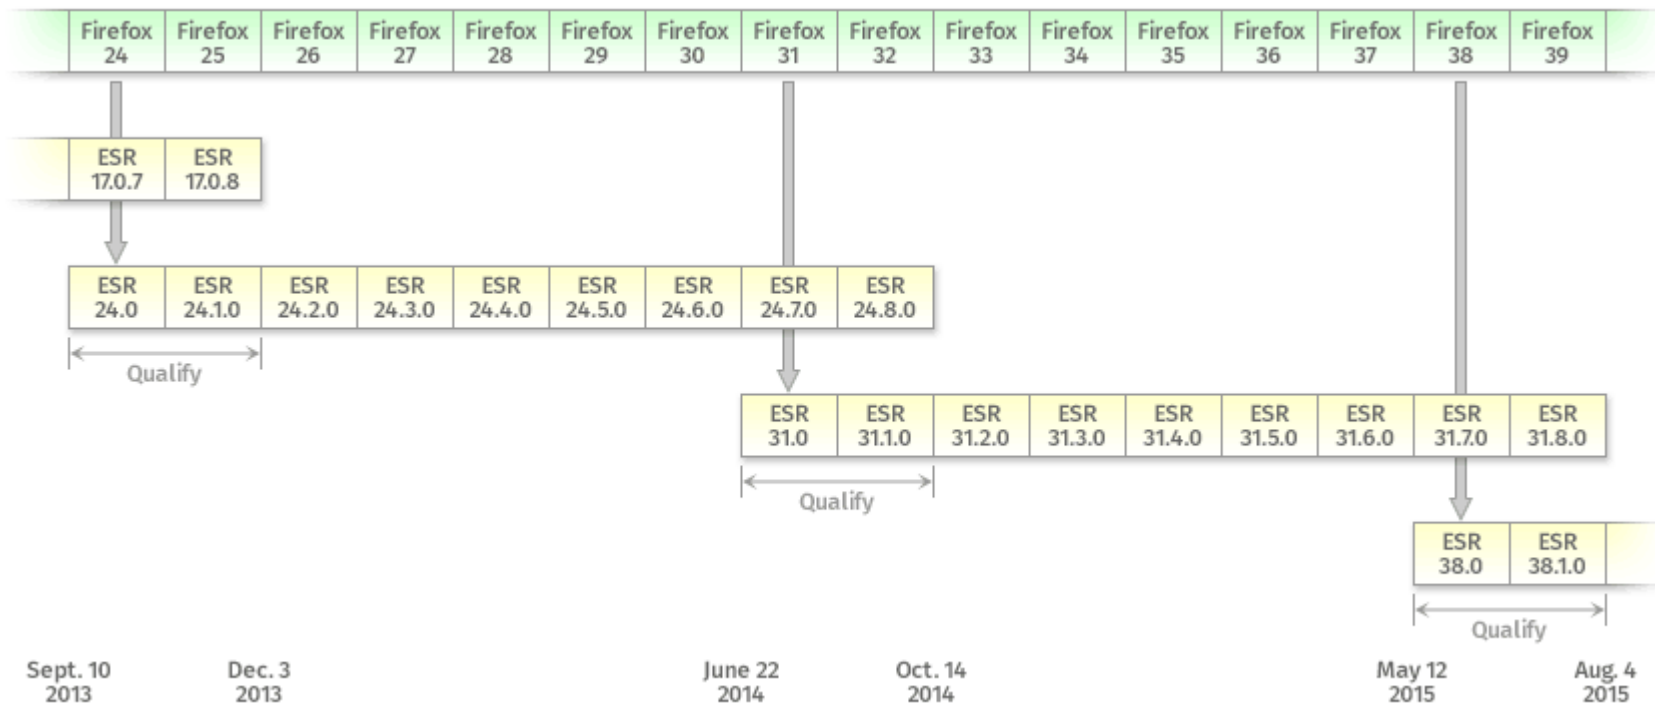 Firefox 24
Firefox 25
Firefox 26
Firefox 27
Firefox 28
Firefox 29
Firefox 30
Firefox 31
Firefox 32
Firefox 33
Firefox 34
Firefox 35
Firefox 36
Firefox 37
Firefox 38
Firefox 39
ESR 17.0.7
ESR 17.0.8
ESR 24.0
ESR 24.1.0
ESR 24.2.0
ESR 24.3.0
ESR 24.4.0
ESR 24.5.0
ESR 24.6.0
ESR 24.7.0
ESR 24.8.0
Qualify
ESR 31.0
ESR 31.1.0
ESR 31.2.0
ESR 31.3.0
ESR 31.4.0
ESR 31.5.0
ESR 31.6.0
ESR 31.7.0
ESR 31.8.0
Qualify
ESR 38.0
ESR 38.1.0
Qualify
Sept. 10 2013
Dec. 3 2013
June 22 2014
Oct. 14 2014
May 12 2015
Aug. 4 2015